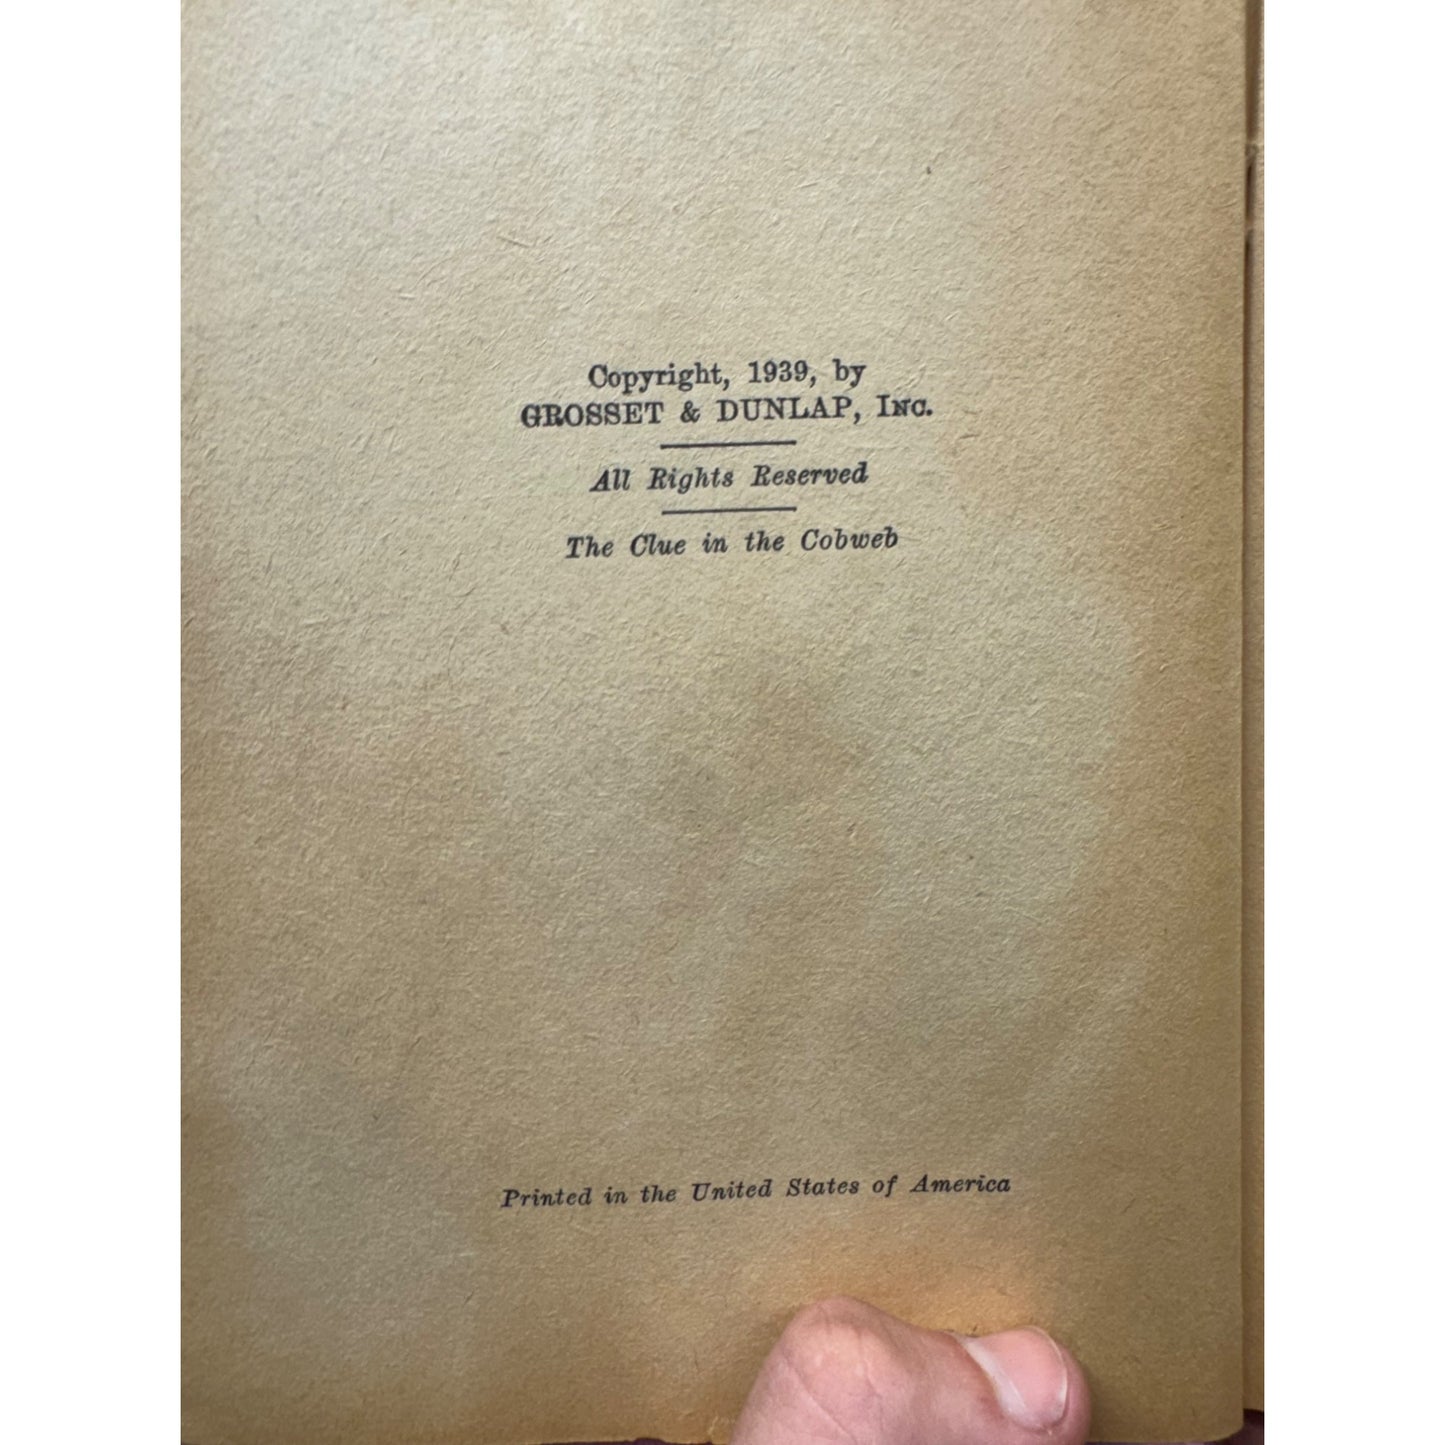 Copyright, 1939, by
GROSSET & DUNLAP, INC.
All Rights Reserved
The Clue in the Cobweb
Printed in the United States of America